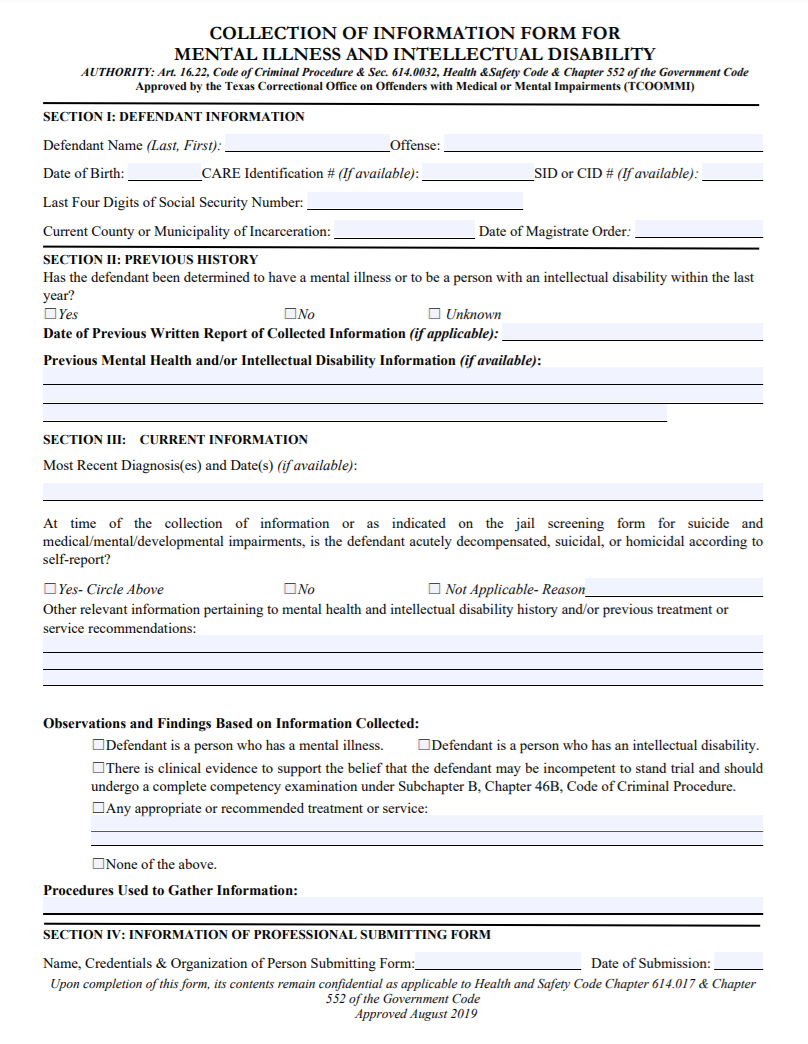 COLLECTION OF INFORMATION FORM FOR
MENTAL ILLNESS AND INTELLECTUAL DISABILITY
AUTHORITY: Art. 16.22, Code of Criminal Procedure & Sec. 614.0032, Health &Safety Code & Chapter 552 of the Government Code
Approved by the Texas Correctional Office on Offenders with Medical or Mental Impairments (TCOOMMI)
SECTION I: DEFENDANT INFORMATION
Defendant Name (Last, First): Offense:
Date of Birth: CARE Identification # (If available): SID or CID # (If available):
Last Four Digits of Social Security Number:
Current County or Municipality of Incarceration: Date of Magistrate Order:
SECTION II: PREVIOUS HISTORY
Has the defendant been determined to have a mental illness or to be a person with an intellectual disability within the last
year?
☐Yes ☐No ☐ Unknown
Date of Previous Written Report of Collected Information (if applicable):
Previous Mental Health and/or Intellectual Disability Information (if available):
SECTION III: CURRENT INFORMATION
Most Recent Diagnosis(es) and Date(s) (if available):
At time of the collection of information or as indicated on the jail screening form for suicide and
medical/mental/developmental impairments, is the defendant acutely decompensated, suicidal, or homicidal according to
self-report?
☐Yes- Circle Above ☐No ☐ Not Applicable- Reason
Other relevant information pertaining to mental health and intellectual disability history and/or previous treatment or
service recommendations:
Observations and Findings Based on Information Collected:
☐Defendant is a person who has a mental illness. ☐Defendant is a person who has an intellectual disability.
☐There is clinical evidence to support the belief that the defendant may be incompetent to stand trial and should
undergo a complete competency examination under Subchapter B, Chapter 46B, Code of Criminal Procedure.
☐Any appropriate or recommended treatment or service:
☐None of the above.
Procedures Used to Gather Information:
SECTION IV: INFORMATION OF PROFESSIONAL SUBMITTING FORM
Name, Credentials & Organization of Person Submitting Form: Date of Submission:
Upon completion of this form, its contents remain confidential as applicable to Health and Safety Code Chapter 614.017 & Chapter
552 of the Government Code
Approved August 2019